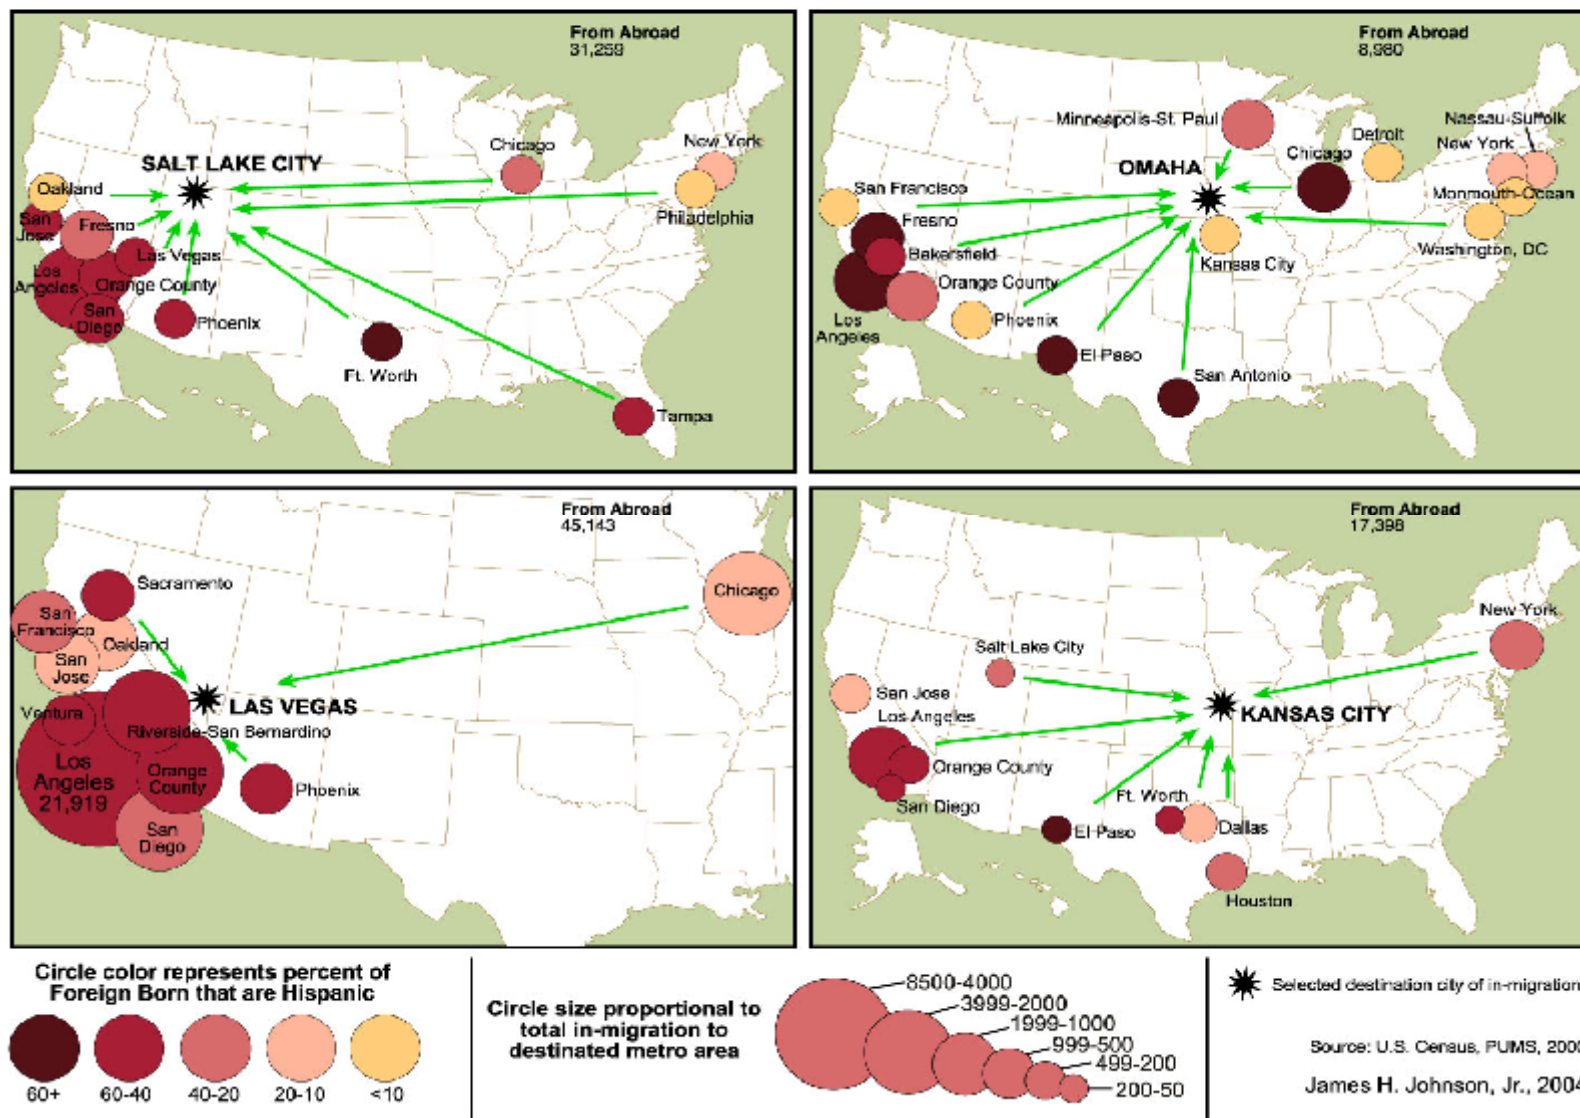 From Abroad
31,259
SALT LAKE CITY
Oakland
San
Jose
Fresno
Las Vegas
Los
Angeles
Orange County
San
Diego
Phoenix
Chicago
New York
Philadelphia
Ft. Worth
Tampa
From Abroad
8,980
Minneapolis-St. Paul
Nassau-Suffolk
Detroit
New York
Chicago
OMAHA
San Francisco
Monmouth-Ocean
Fresno
Bakersfield
Washington, DC
Kansas City
Orange County
Los
Angeles
Phoenix
El Paso
San Antonio
From Abroad
45,143
Sacramento
San
Francisco
Oakland
San
Jose
Chicago
LAS VEGAS
Ventura
Riverside-San Bernardino
Los
Angeles
21,919
Orange
County
Phoenix
San
Diego
From Abroad
17,398
New York
Salt Lake City
San Jose
Los Angeles
KANSAS CITY
Orange County
San Diego
Ft. Worth
El Paso
Dallas
Houston
Circle color represents percent of
Foreign Born that are Hispanic
60+ 60-40 40-20 20-10 <10
Circle size proportional to
total in-migration to
destinated metro area
8500-4000
3999-2000
1999-1000
999-500
499-200
200-50
Selected destination city of in-migration
Source: U.S. Census, PUMS, 2000
James H. Johnson, Jr., 2004